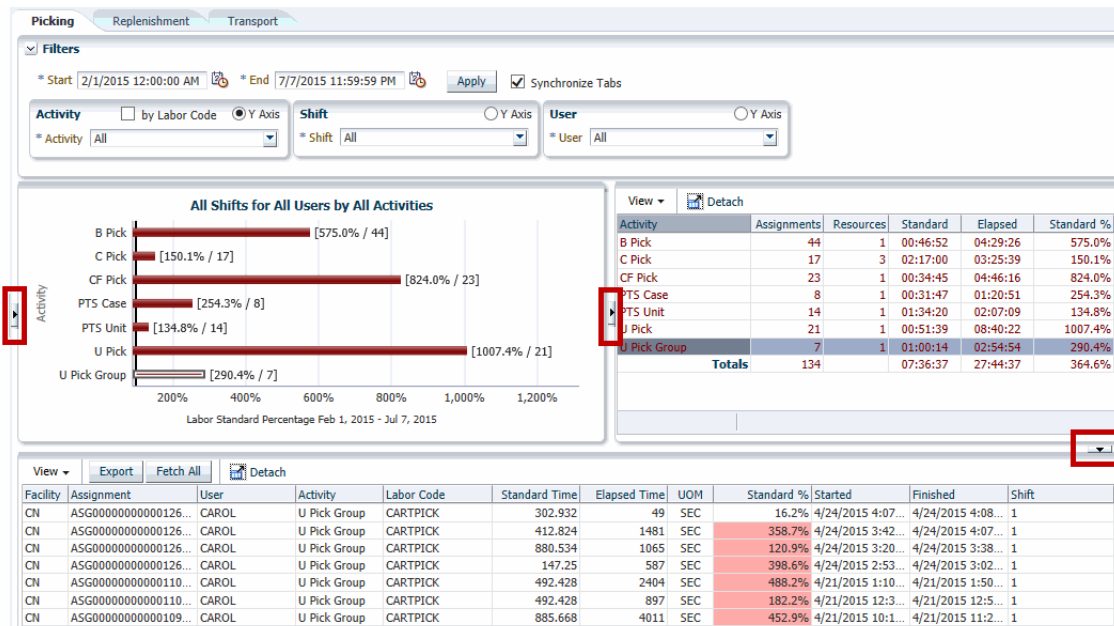 Picking Replenishment Transport
Filters
* Start 2/1/2015 12:00:00 AM * End 7/7/2015 11:59:59 PM Apply Synchronize Tabs
Activity by Labor Code Y Axis Shift Y Axis User Y Axis
* Activity All * Shift All * User All
All Shifts for All Users by All Activities
Activity
B Pick [575.0% / 44]
C Pick [150.1% / 17]
CF Pick [824.0% / 23]
PTS Case [254.3% / 8]
PTS Unit [134.8% / 14]
U Pick [1007.4% / 21]
U Pick Group [290.4% / 7]
200% 400% 600% 800% 1,000% 1,200%
Labor Standard Percentage Feb 1, 2015 - Jul 7, 2015
View Detach
Activity Assignments Resources Standard Elapsed Standard %
B Pick 44 1 00:46:52 04:29:26 575.0%
C Pick 17 3 02:17:00 03:25:39 150.1%
CF Pick 23 1 00:34:45 04:46:16 824.0%
PTS Case 8 1 00:31:47 01:20:51 254.3%
PTS Unit 14 1 01:34:20 02:07:09 134.8%
U Pick 21 1 00:51:39 08:40:22 1007.4%
U Pick Group 7 1 01:00:14 02:54:54 290.4%
Totals 134 07:36:37 27:44:37 364.6%
View Export Fetch All Detach
Facility Assignment User Activity Labor Code Standard Time Elapsed Time UOM Standard % Started Finished Shift
CN ASG00000000000126... CAROL U Pick Group CARTPICK 302.932 49 SEC 16.2% 4/24/2015 4:07... 4/24/2015 4:08... 1
CN ASG00000000000126... CAROL U Pick Group CARTPICK 412.824 1481 SEC 358.7% 4/24/2015 3:42... 4/24/2015 4:07... 1
CN ASG00000000000126... CAROL U Pick Group CARTPICK 880.534 1065 SEC 120.9% 4/24/2015 3:20... 4/24/2015 3:38... 1
CN ASG00000000000126... CAROL U Pick Group CARTPICK 147.25 587 SEC 398.6% 4/24/2015 2:53... 4/24/2015 3:02... 1
CN ASG00000000000110... CAROL U Pick Group CARTPICK 492.428 2404 SEC 488.2% 4/21/2015 1:10... 4/21/2015 1:50... 1
CN ASG00000000000110... CAROL U Pick Group CARTPICK 492.428 897 SEC 182.2% 4/21/2015 12:3... 4/21/2015 12:5... 1
CN ASG00000000000109... CAROL U Pick Group CARTPICK 885.668 4011 SEC 452.9% 4/21/2015 10:1... 4/21/2015 11:2... 1